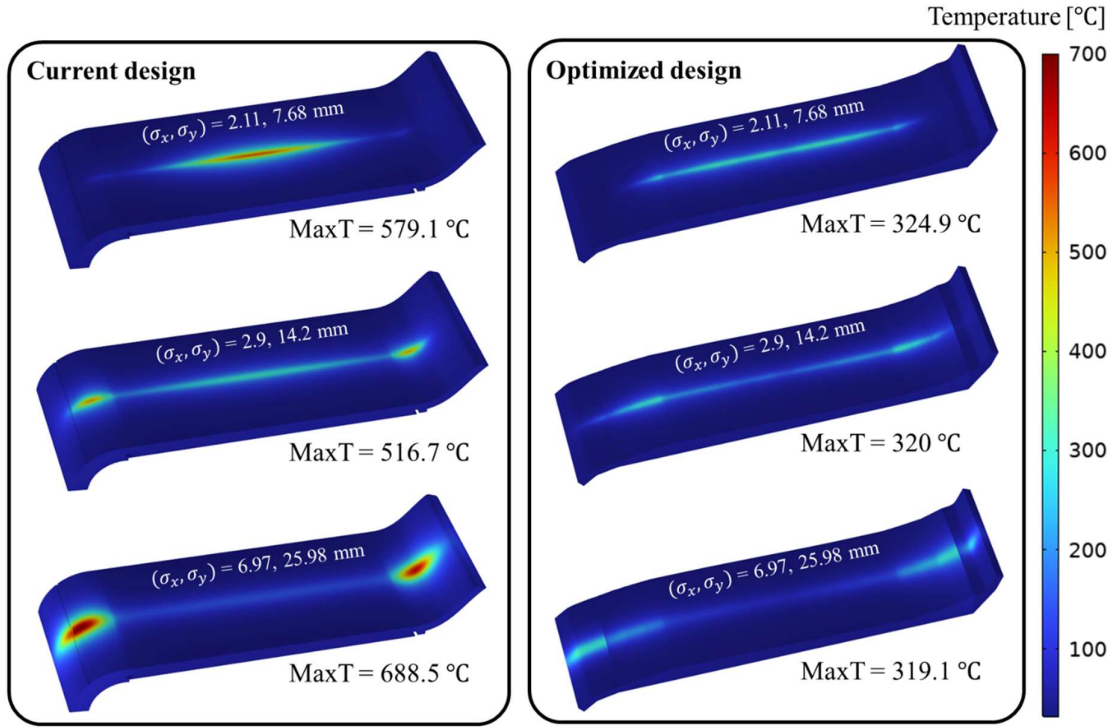 Temperature [℃]
Current design
(σx, σy) = 2.11, 7.68 mm
MaxT = 579.1 ℃
(σx, σy) = 2.9, 14.2 mm
MaxT = 516.7 ℃
(σx, σy) = 6.97, 25.98 mm
MaxT = 688.5 ℃
Optimized design
(σx, σy) = 2.11, 7.68 mm
MaxT = 324.9 ℃
(σx, σy) = 2.9, 14.2 mm
MaxT = 320 ℃
(σx, σy) = 6.97, 25.98 mm
MaxT = 319.1 ℃
700
600
500
400
300
200
100